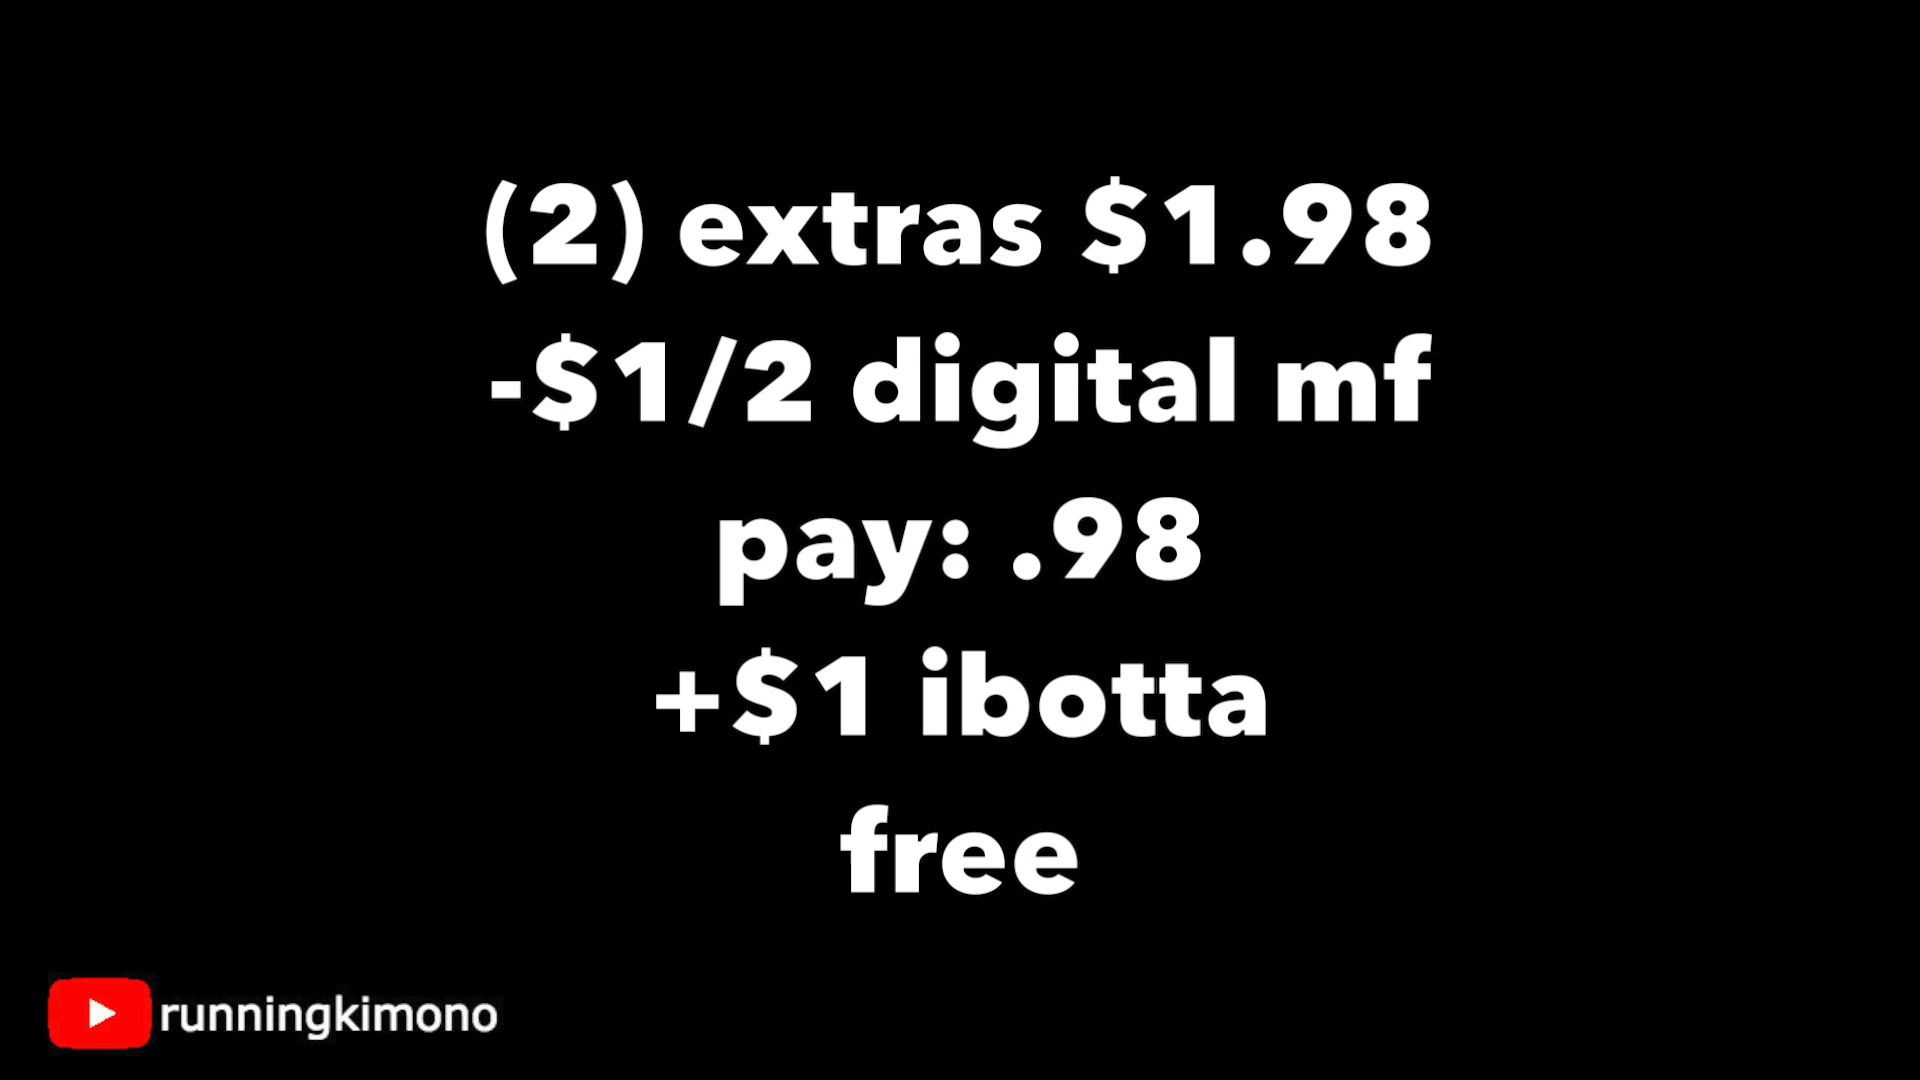 (2) extras $1.98
-$1/2 digital mf
pay: .98
+$1 ibotta
free
runningkimono